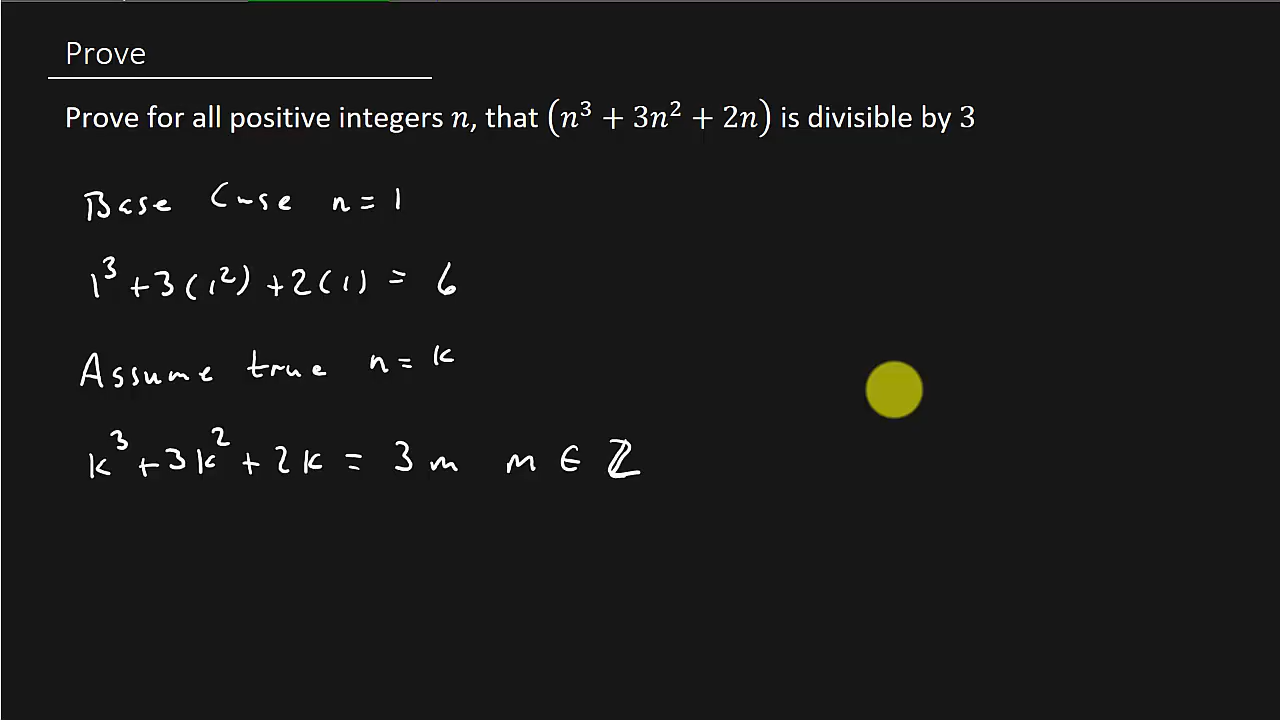 Prove
Prove for all positive integers n, that (n³ + 3n² + 2n) is divisible by 3
Base Case n = 1
1³ + 3(1²) + 2(1) = 6
Assume true n = k
k³ + 3k² + 2k = 3m m ∈ ℤ